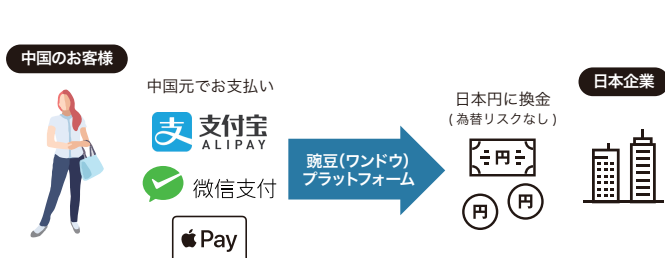 中国のお客様
中国元でお支払い
支 支付宝
ALIPAY
微信支付
Pay
豌豆(ワンドウ)
プラットフォーム
日本円に換金
(為替リスクなし)
円
円
円
日本企業